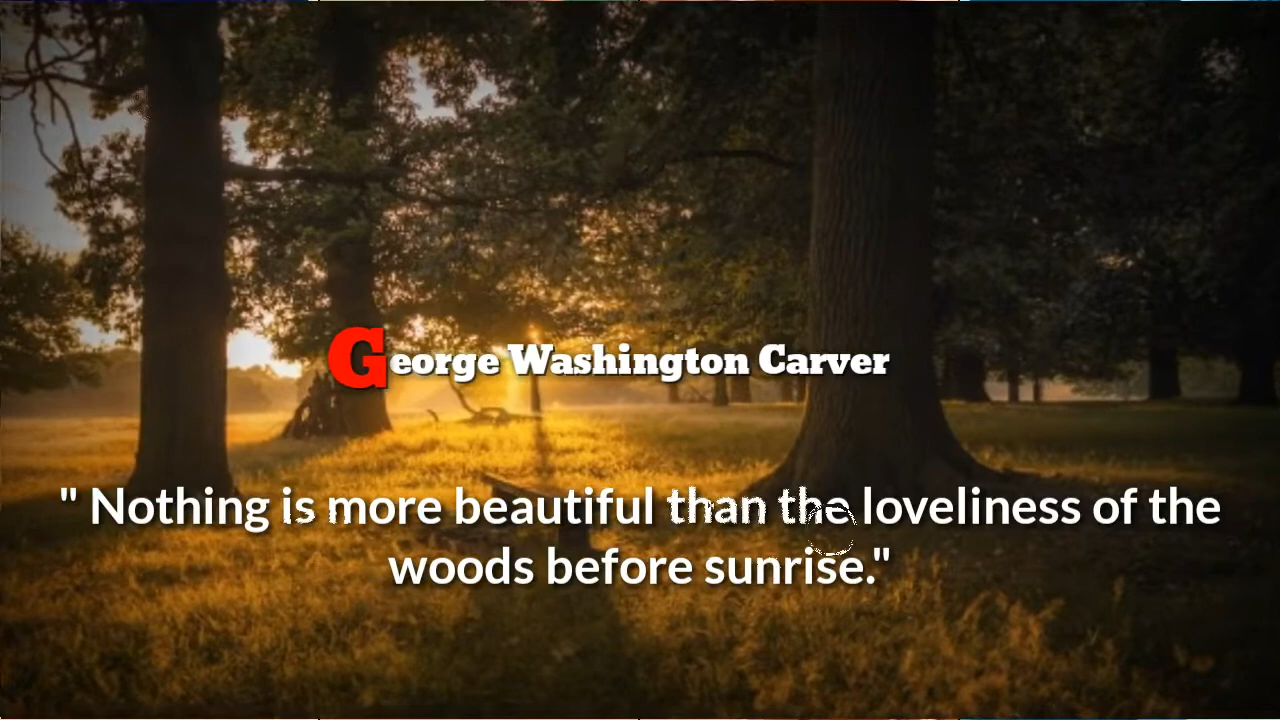 George Washington Carver
" Nothing is more beautiful than the loveliness of the
woods before sunrise."